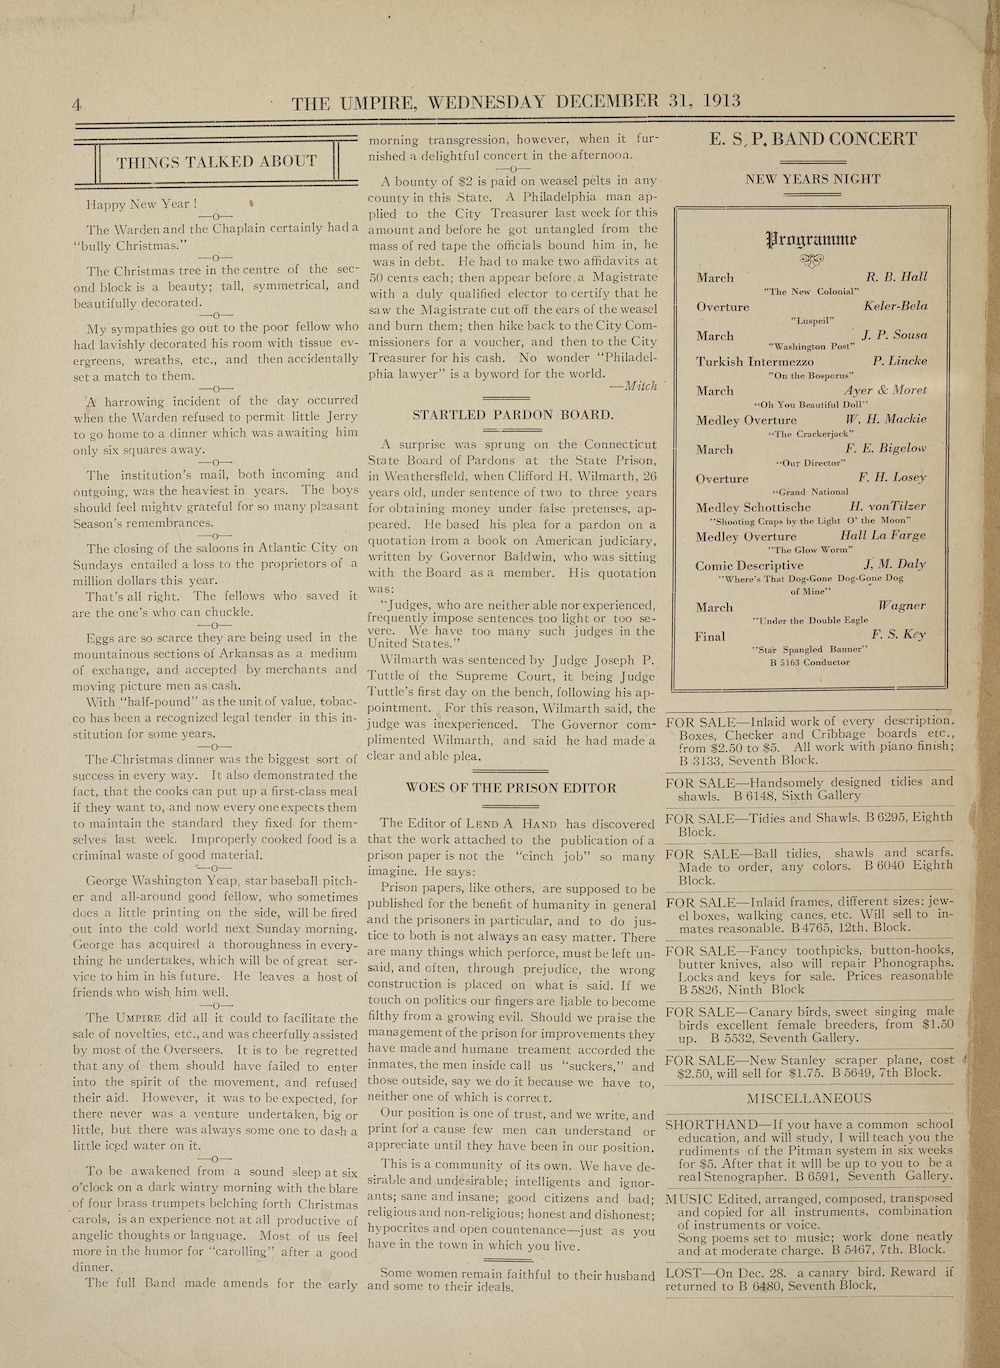 4
THE UMPIRE, WEDNESDAY DECEMBER 31, 1913
THINGS TALKED ABOUT
Happy New Year !
—o—
The Warden and the Chaplain certainly had a
“bully Christmas.”
—o—
The Christmas tree in the centre of the sec-
ond block is a beauty; tall, symmetrical, and
beautifully decorated.
—o—
My sympathies go out to the poor fellow who
had lavishly decorated his room with tissue ev-
ergreens, wreaths, etc., and then accidentally
set a match to them.
—o—
A harrowing incident of the day occurred
when the Warden refused to permit little Jerry
to go home to a dinner which was awaiting him
only six squares away.
—o—
The institution’s mail, both incoming and
outgoing, was the heaviest in years. The boys
should feel mighty grateful for so many pleasant
Season’s remembrances.
—o—
The closing of the saloons in Atlantic City on
Sundays entailed a loss to the proprietors of a
million dollars this year.
That’s all right. The fellows who saved it
are the one’s who can chuckle.
—o—
Eggs are so scarce they are being used in the
mountainous sections of Arkansas as a medium
of exchange, and accepted by merchants and
moving picture men as cash.
With “half-pound” as the unit of value, tobac-
co has been a recognized legal tender in this in-
stitution for some years.
—o—
The Christmas dinner was the biggest sort of
success in every way. It also demonstrated the
fact, that the cooks can put up a first-class meal
if they want to, and now every one expects them
to maintain the standard they fixed for them-
selves last week. Improperly cooked food is a
criminal waste of good material.
—o—
George Washington Yeap, star baseball pitch-
er and all-around good fellow, who sometimes
does a little printing on the side, will be fired
out into the cold world next Sunday morning.
George has acquired a thoroughness in every-
thing he undertakes, which will be of great ser-
vice to him in his future. He leaves a host of
friends who wish him well.
—o—
The UMPIRE did all it could to facilitate the
sale of novelties, etc., and was cheerfully assisted
by most of the Overseers. It is to be regretted
that any of them should have failed to enter
into the spirit of the movement, and refused
their aid. However, it was to be expected, for
there never was a venture undertaken, big or
little, but there was always some one to dash a
little iced water on it.
—o—
To be awakened from a sound sleep at six
o’clock on a dark wintry morning with the blare
of four brass trumpets belching forth Christmas
carols, is an experience not at all productive of
angelic thoughts or language. Most of us feel
more in the humor for “carolling” after a good
dinner.
The full Band made amends for the early
morning transgression, however, when it fur-
nished a delightful concert in the afternoon.
—o—
A bounty of $2 is paid on weasel pelts in any
county in this State. A Philadelphia man ap-
plied to the City Treasurer last week for this
amount and before he got untangled from the
mass of red tape the officials bound him in, he
was in debt. He had to make two affidavits at
50 cents each; then appear before a Magistrate
with a duly qualified elector to certify that he
saw the Magistrate cut off the ears of the weasel
and burn them; then hike back to the City Com-
missioners for a voucher, and then to the City
Treasurer for his cash. No wonder “Philadel-
phia lawyer” is a byword for the world.
—Mitch
STARTLED PARDON BOARD.
A surprise was sprung on the Connecticut
State Board of Pardons at the State Prison,
in Weathersfleld, when Clifford H. Wilmarth, 26
years old, under sentence of two to three years
for obtaining money under false pretenses, ap-
peared. He based his plea for a pardon on a
quotation from a book on American judiciary,
written by Governor Baldwin, who was sitting
with the Board as a member. His quotation
was:
“Judges, who are neither able nor experienced,
frequently impose sentences too light or too se-
vere. We have too many such judges in the
United States.”
Wilmarth was sentenced by Judge Joseph P.
Tuttle of the Supreme Court, it being Judge
Tuttle’s first day on the bench, following his ap-
pointment. For this reason, Wilmarth said, the
judge was inexperienced. The Governor com-
plimented Wilmarth, and said he had made a
clear and able plea.
WOES OF THE PRISON EDITOR
The Editor of LEND A HAND has discovered
that the work attached to the publication of a
prison paper is not the “cinch job” so many
imagine. He says:
Prison papers, like others, are supposed to be
published for the benefit of humanity in general
and the prisoners in particular, and to do jus-
tice to both is not always an easy matter. There
are many things which perforce, must be left un-
said, and often, through prejudice, the wrong
construction is placed on what is said. If we
touch on politics our fingers are liable to become
filthy from a growing evil. Should we praise the
management of the prison for improvements they
have made and humane treament accorded the
inmates, the men inside call us “suckers,” and
those outside, say we do it because we have to,
neither one of which is correct.
Our position is one of trust, and we write, and
print for a cause few men can understand or
appreciate until they have been in our position.
This is a community of its own. We have de-
sirable and undesirable; intelligents and ignor-
ants; sane and insane; good citizens and bad;
religious and non-religious; honest and dishonest;
hypocrites and open countenance—just as you
have in the town in which you live.
Some women remain faithful to their husband
and some to their ideals.
E. S. P. BAND CONCERT
NEW YEARS NIGHT
Programme
March R. B. Hall
“The New Colonial”
Overture Keler-Bela
“Luspeil”
March J. P. Sousa
“Washington Post”
Turkish Intermezzo P. Lincke
“On the Bosporus”
March Ayer & Moret
“Oh You Beautiful Doll”
Medley Overture W. H. Mackie
“The Crackerjack”
March F. E. Bigelow
“Our Director”
Overture F. H. Losey
“Grand National
Medley Schottische H. vonTilzer
“Shooting Craps by the Light O’ the Moon”
Medley Overture Hall La Farge
“The Glow Worm”
Comic Descriptive J. M. Daly
“Where’s That Dog-Gone Dog-Gone Dog
of Mine”
March Wagner
“Under the Double Eagle
Final F. S. Key
“Star Spangled Banner”
B 5163 Conductor
FOR SALE—Inlaid work of every description.
Boxes, Checker and Cribbage boards etc.,
from $2.50 to $5. All work with piano finish;
B 3133, Seventh Block.
FOR SALE—Handsomely designed tidies and
shawls. B 6148, Sixth Gallery
FOR SALE—Tidies and Shawls. B 6295, Eighth
Block.
FOR SALE—Ball tidies, shawls and scarfs.
Made to order, any colors. B 6040 Eighth
Block.
FOR SALE—Inlaid frames, different sizes: jew-
el boxes, walking canes, etc. Will sell to in-
mates reasonable. B 4765, 12th. Block.
FOR SALE—Fancy toothpicks, button-hooks,
butter knives, also will repair Phonographs.
Locks and keys for sale. Prices reasonable
B 5826, Ninth Block
FOR SALE—Canary birds, sweet singing male
birds excellent female breeders, from $1.50
up. B 5532, Seventh Gallery.
FOR SALE—New Stanley scraper plane, cost
$2.50, will sell for $1.75. B 5649, 7th Block.
MISCELLANEOUS
SHORTHAND—If you have a common school
education, and will study, I will teach you the
rudiments of the Pitman system in six weeks
for $5. After that it will be up to you to be a
real Stenographer. B 6591, Seventh Gallery.
MUSIC Edited, arranged, composed, transposed
and copied for all instruments, combination
of instruments or voice.
Song poems set to music; work done neatly
and at moderate charge. B 5467, 7th. Block.
LOST—On Dec. 28. a canary bird. Reward if
returned to B 6480, Seventh Block,